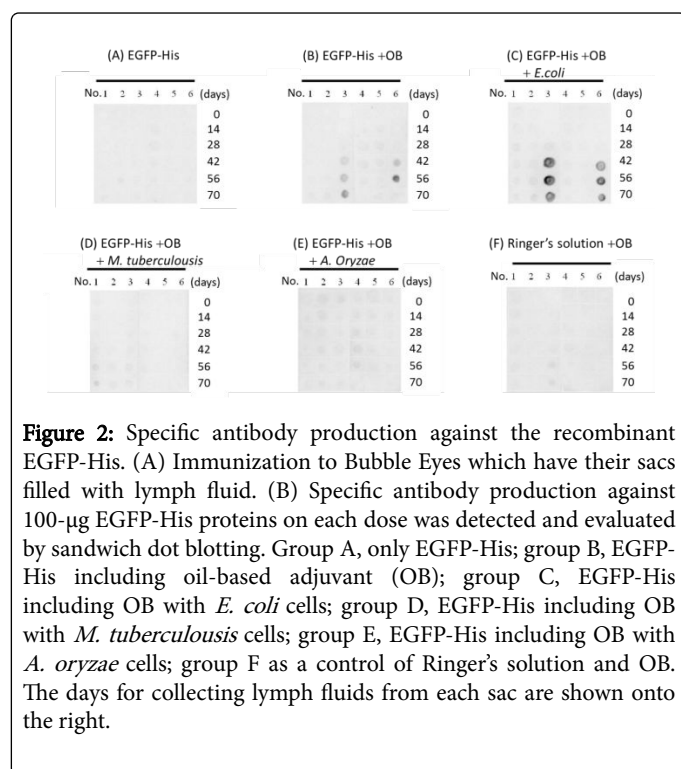 (A) EGFP-His
(B) EGFP-His +OB
(C) EGFP-His +OB
+ E.coli
No.1 2 3 4 5 6 (days)
0
14
28
42
56
70
No.1 2 3 4 5 6 (days)
0
14
28
42
56
70
No.1 2 3 4 5 6 (days)
0
14
28
42
56
70
(D) EGFP-His +OB
+ M. tuberculousis
(E) EGFP-His +OB
+ A. Oryzae
(F) Ringer's solution +OB
No. 1 2 3 4 5 6 (days)
0
14
28
42
56
70
No. 1 2 3 4 5 6 (days)
0
14
28
42
56
70
No. 1 2 3 4 5 6 (days)
0
14
28
42
56
70
Figure 2: Specific antibody production against the recombinant
EGFP-His. (A) Immunization to Bubble Eyes which have their sacs
filled with lymph fluid. (B) Specific antibody production against
100-μg EGFP-His proteins on each dose was detected and evaluated
by sandwich dot blotting. Group A, only EGFP-His; group B, EGFP-
His including oil-based adjuvant (OB); group C, EGFP-His
including OB with E. coli cells; group D, EGFP-His including OB
with M. tuberculousis cells; group E, EGFP-His including OB with
A. oryzae cells; group F as a control of Ringer's solution and OB.
The days for collecting lymph fluids from each sac are shown onto
the right.